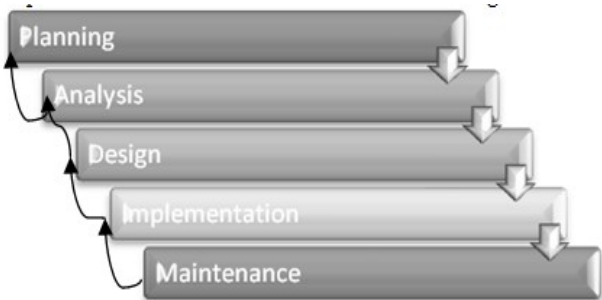 Planning
Analysis
Design
Implementation
Maintenance